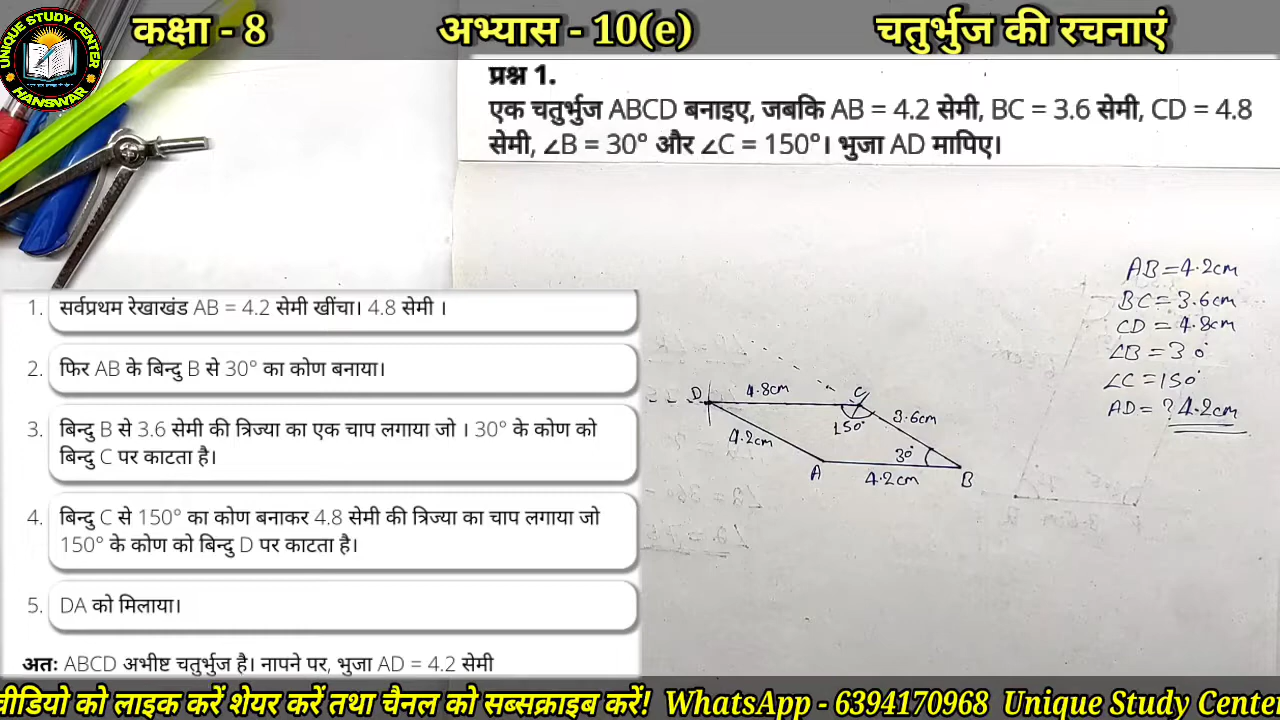 UNIQUE STUDY CENTER
HANSWAR
कक्षा - 8
अभ्यास - 10(e)
चतुर्भुज की रचनाएं
प्रश्न 1.
एक चतुर्भुज ABCD बनाइए, जबकि AB = 4.2 सेमी, BC = 3.6 सेमी, CD = 4.8
सेमी, ∠B = 30° और ∠C = 150°। भुजा AD मापिए।
1. सर्वप्रथम रेखाखंड AB = 4.2 सेमी खींचा। 4.8 सेमी ।
2. फिर AB के बिन्दु B से 30° का कोण बनाया।
3. बिन्दु B से 3.6 सेमी की त्रिज्या का एक चाप लगाया जो । 30° के कोण को
बिन्दु C पर काटता है।
4. बिन्दु C से 150° का कोण बनाकर 4.8 सेमी की त्रिज्या का चाप लगाया जो
150° के कोण को बिन्दु D पर काटता है।
5. DA को मिलाया।
अतः ABCD अभीष्ट चतुर्भुज है। नापने पर, भुजा AD = 4.2 सेमी
AB = 4.2cm
BC = 3.6cm
CD = 4.8cm
∠B = 30°
∠C = 150°
AD = ? 4.2cm
D 4.8cm C
150° 3.6cm
4.2cm 30°
A 4.2cm B
वीडियो को लाइक करें शेयर करें तथा चैनल को सब्सक्राइब करें! WhatsApp - 6394170968 Unique Study Center